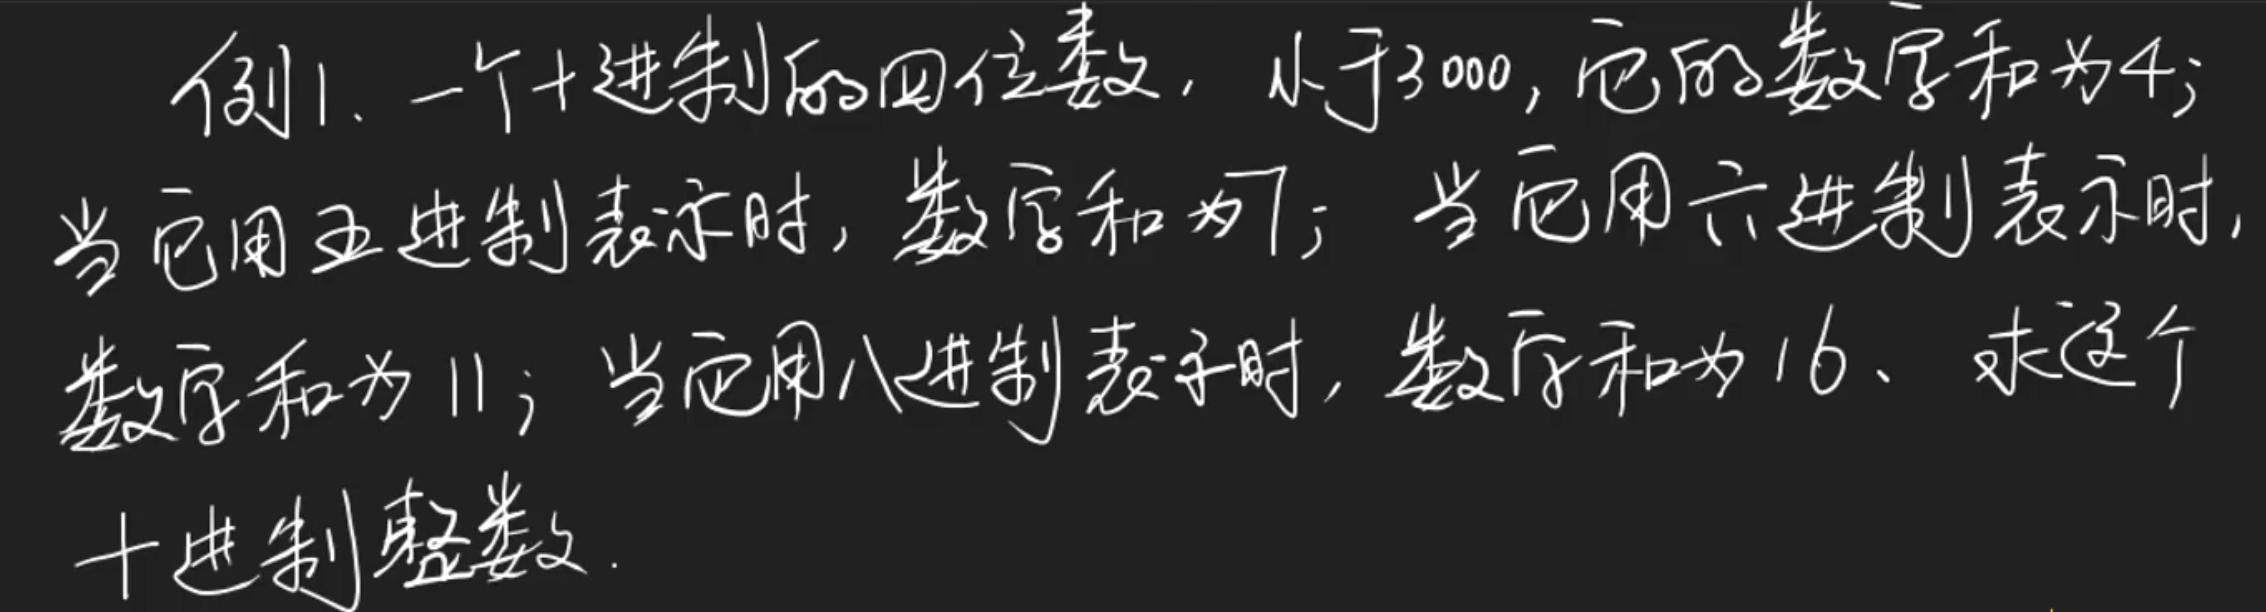 例1. 一个十进制的四位数, 小于3000, 它的数字和为4;
当它用五进制表示时, 数字和为7; 当它用六进制表示时,
数字和为11; 当它用八进制表示时, 数字和为16、求这个
十进制整数.